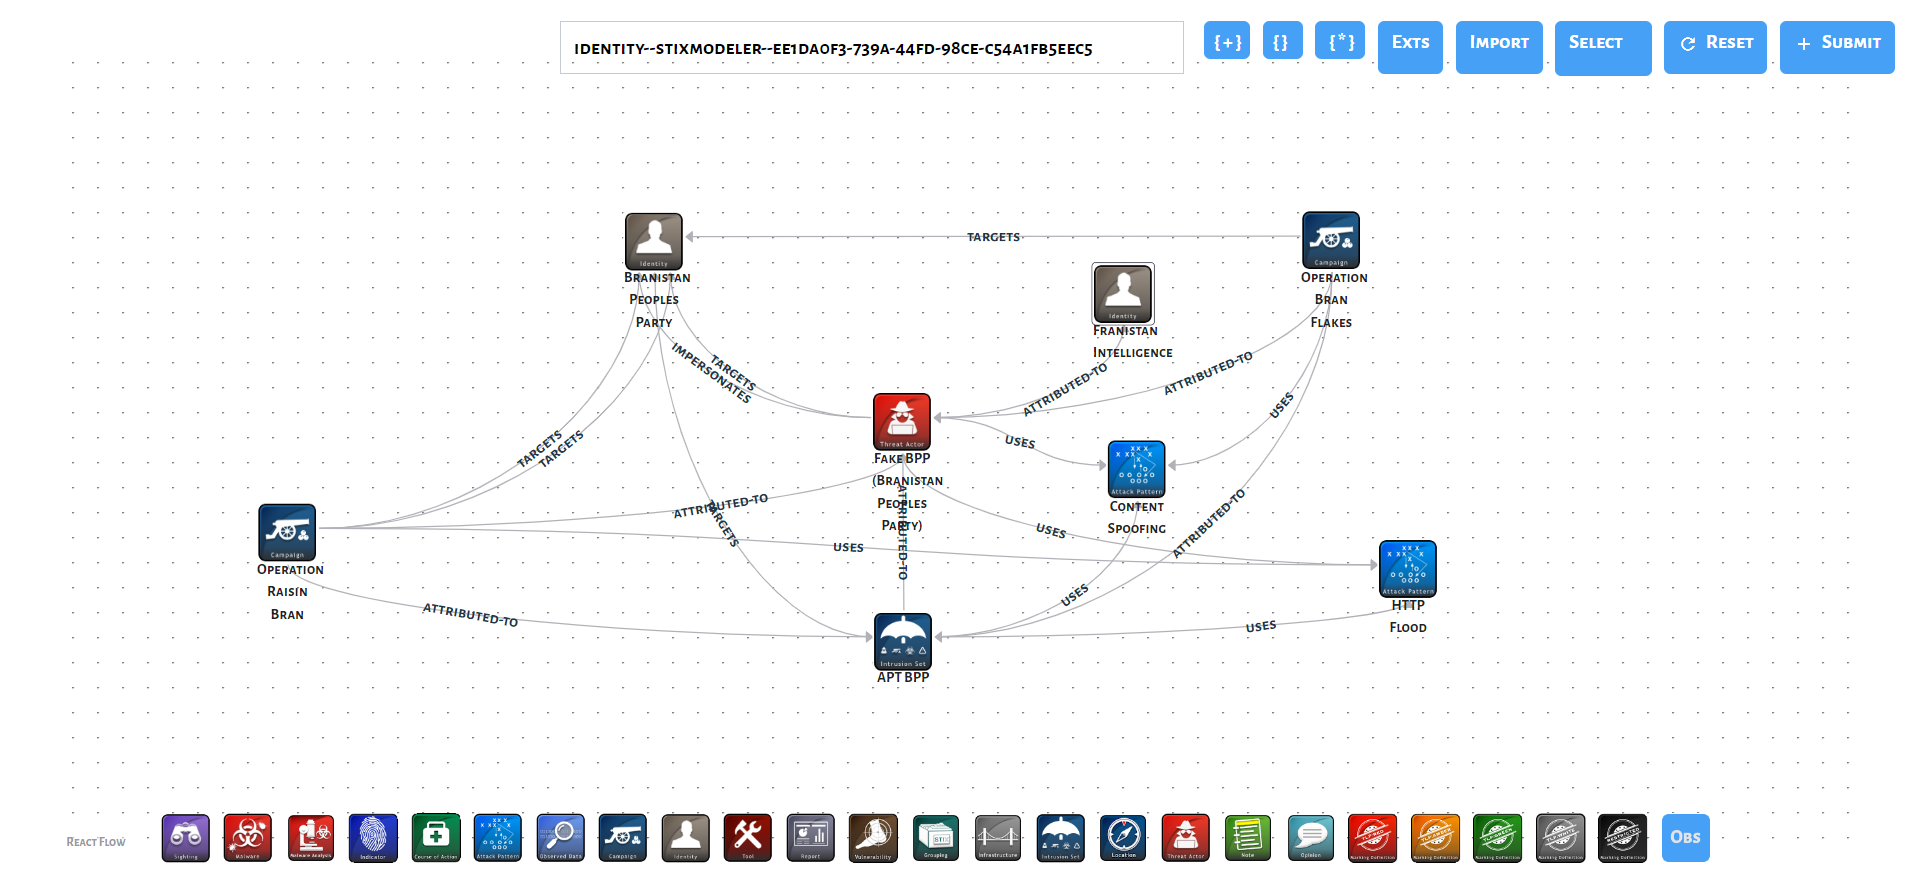 IDENTITY--STIXMODELER--EE1DA0F3-739A-44FD-98CE-C54A1FB5EEC5
{+}
{}
{*}
EXTS
IMPORT
SELECT
RESET
+ SUBMIT
Identity
BRANISTAN
PEOPLES
PARTY
TARGETS
Campaign
OPERATION
BRAN
FLAKES
Identity
FRANISTAN
INTELLIGENCE
TARGETS
IMPERSONATES
ATTRIBUTED-TO
ATTRIBUTED-TO
USES
Threat Actor
FAKE BPP
(BRANISTAN
PEOPLES
PARTY)
USES
TARGETS
TARGETS
Attack Pattern
CONTENT
SPOOFING
ATTRIBUTED-TO
TARGETS
ATTRIBUTED-TO
USES
ATTRIBUTED-TO
USES
Campaign
OPERATION
RAISIN
BRAN
Attack Pattern
HTTP
FLOOD
ATTRIBUTED-TO
USES
USES
Intrusion Set
APT BPP
REACT FLOW
Sighting
Malware
Malware Analysis
Indicator
Course of Action
Attack Pattern
Observed Data
Campaign
Identity
Tool
Report
Vulnerability
Grouping
Infrastructure
Intrusion Set
Location
Threat Actor
Note
Opinion
Marking Definition
Marking Definition
Marking Definition
Marking Definition
Marking Definition
OBS